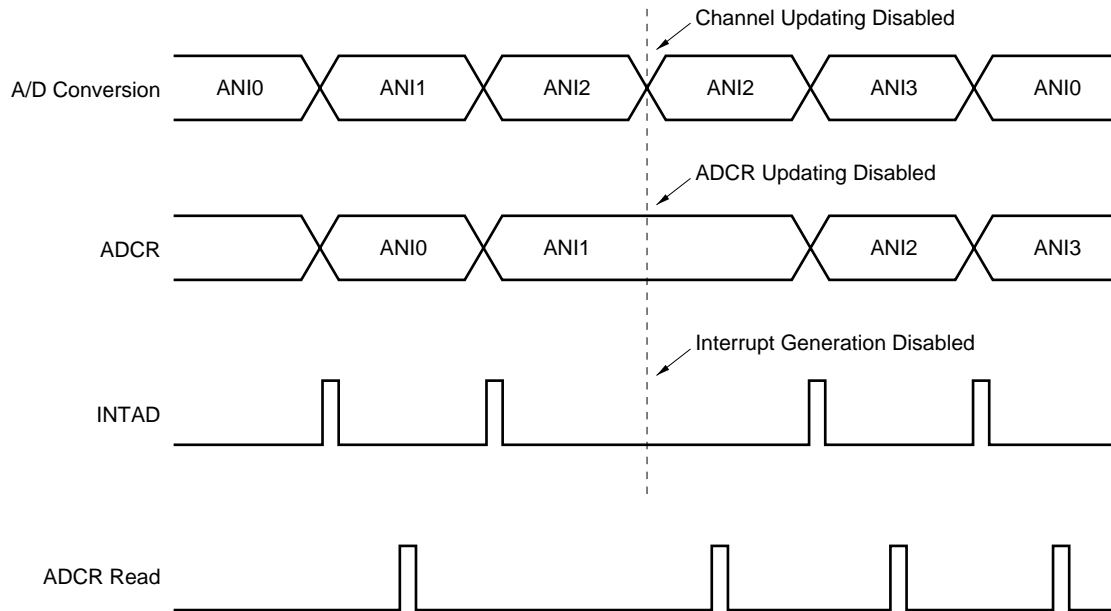 Channel Updating Disabled
A/D Conversion ANI0 ANI1 ANI2 ANI2 ANI3 ANI0
ADCR Updating Disabled
ADCR ANI0 ANI1 ANI2 ANI3
Interrupt Generation Disabled
INTAD
ADCR Read